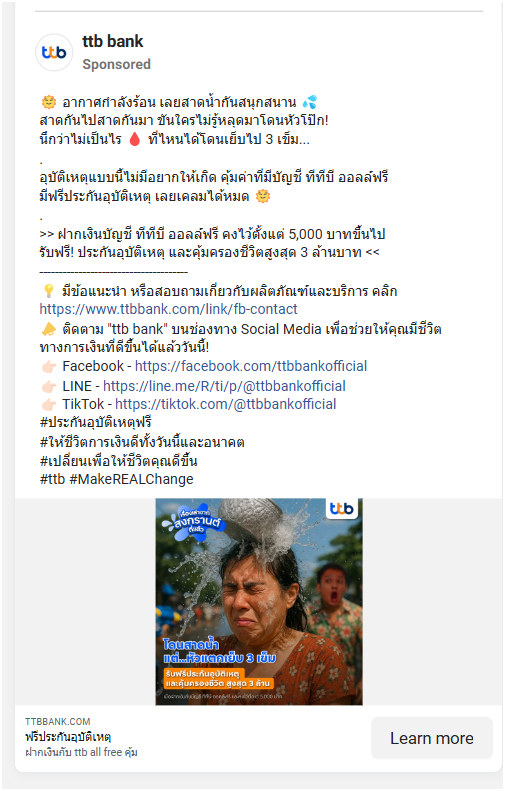 ttb bank
Sponsored
🌞 อากาศกำลังร้อน เลยสาดน้ำกันสนุกสนาน 💦
สาดกันไปสาดกันมา ขันใครไม่รู้หลุดมาโดนหัวโป๊ก!
นึกว่าไม่เป็นไร 🩸 ที่ไหนได้โดนเย็บไป 3 เข็ม...
.
อุบัติเหตุแบบนี้ไม่มีอยากให้เกิด คุ้มค่าที่มีบัญชี ทีทีบี ออลล์ฟรี
มีฟรีประกันอุบัติเหตุ เลยเคลมได้หมด 🌞
.
>> ฝากเงินบัญชี ทีทีบี ออลล์ฟรี คงไว้ตั้งแต่ 5,000 บาทขึ้นไป
รับฟรี! ประกันอุบัติเหตุ และคุ้มครองชีวิตสูงสุด 3 ล้านบาท <<
--------------------------------------
💡 มีข้อแนะนำ หรือสอบถามเกี่ยวกับผลิตภัณฑ์และบริการ คลิก
https://www.ttbbank.com/link/fb-contact
📣 ติดตาม "ttb bank" บนช่องทาง Social Media เพื่อช่วยให้คุณมีชีวิต
ทางการเงินที่ดีขึ้นได้แล้ววันนี้!
👉🏻 Facebook - https://facebook.com/ttbbankofficial
👉🏻 LINE - https://line.me/R/ti/p/@ttbbankofficial
👉🏻 TikTok - https://tiktok.com/@ttbbankofficial
#ประกันอุบัติเหตุฟรี
#ให้ชีวิตการเงินดีทั้งวันนี้และอนาคต
#เปลี่ยนเพื่อให้ชีวิตคุณดีขึ้น
#ttb #MakeREALChange
ttb
เรื่องเล่าจาก
สงกรานต์
ที่แล้ว
โดนสาดน้ำ
แต่...หัวแตกเย็บ 3 เข็ม
รับฟรีประกันอุบัติเหตุ
และคุ้มครองชีวิต สูงสุด 3 ล้าน
TTBBANK.COM
ฟรีประกันอุบัติเหตุ
ฝากเงินกับ ttb all free คุ้ม
Learn more